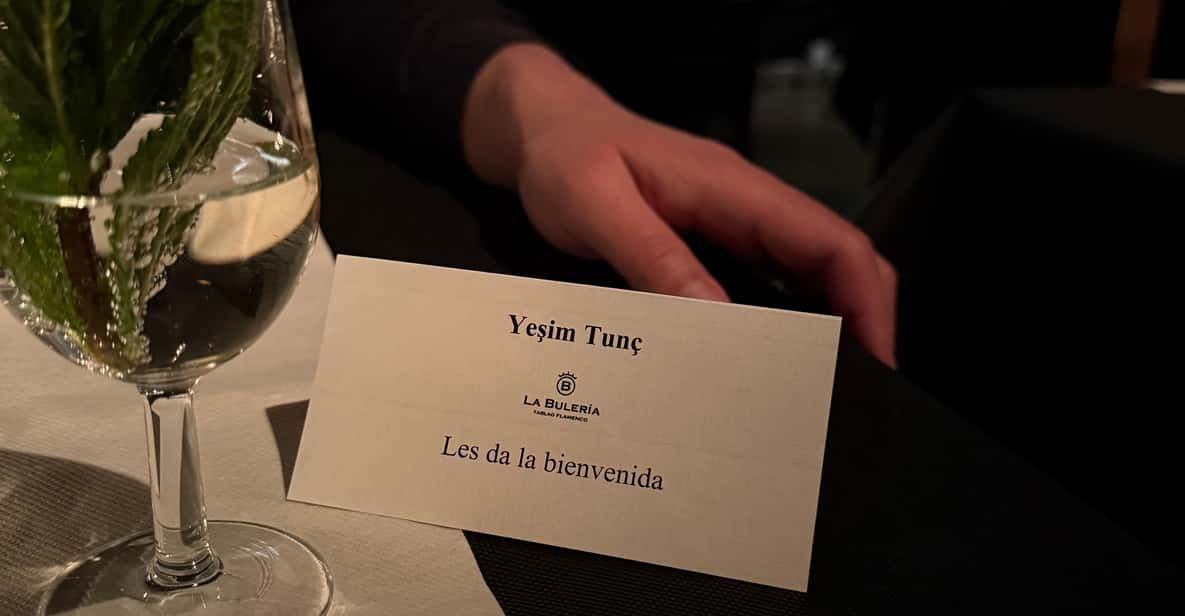 Yeşim Tunç
B
LA BULERÍA
TABLAO FLAMENCO
Les da la bienvenida